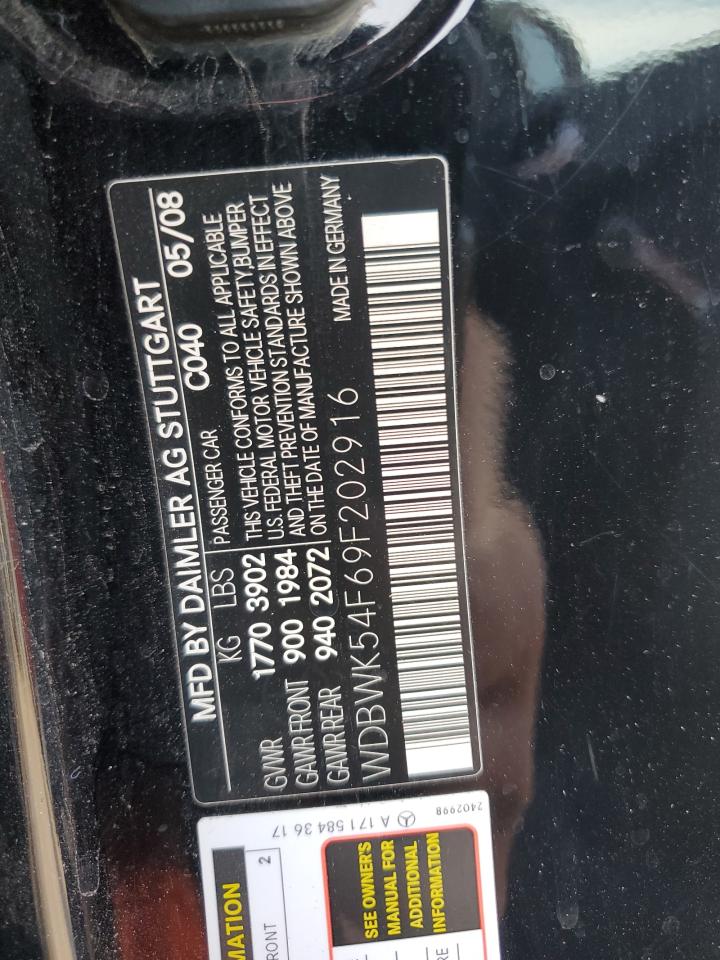 MFD BY DAIMLER AG STUTTGART
KG LBS PASSENGER CAR C040 05/08
GVWR 1770 3902 THIS VEHICLE CONFORMS TO ALL APPLICABLE
U.S. FEDERAL MOTOR VEHICLE SAFETY BUMPER
GAWR FRONT 900 1984 AND THEFT PREVENTION STANDARDS IN EFFECT
GAWR REAR 940 2072 ON THE DATE OF MANUFACTURE SHOWN ABOVE
WDBWK54F69F202916 MADE IN GERMANY
A 171 584 36 17
2402998
MATION
FRONT 2
SEE OWNER'S
MANUAL FOR
ADDITIONAL
INFORMATION
RE